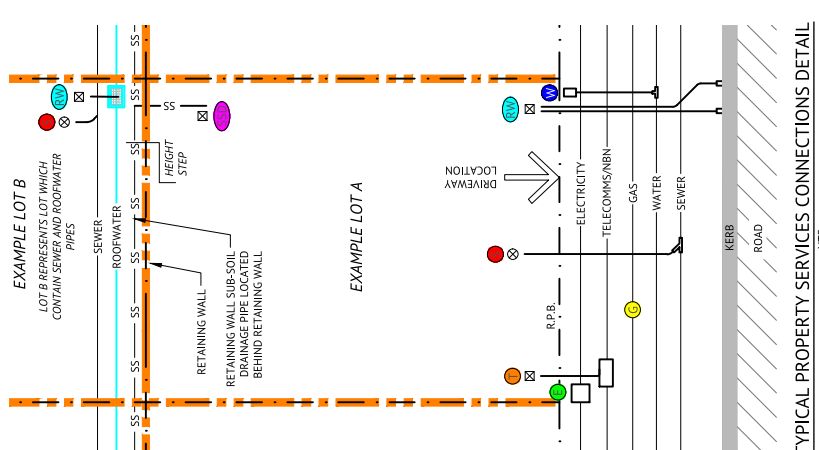 EXAMPLE LOT B
LOT B REPRESENTS LOT WHICH
CONTAIN SEWER AND ROOFWATER
PIPES
SEWER
ROOFWATER
SS
SS
SS
SS
SS
SS
SS
RW
SS
HEIGHT
STEP
RETAINING WALL
RETAINING WALL SUB-SOIL
DRAINAGE PIPE LOCATED
BEHIND RETAINING WALL
EXAMPLE LOT A
DRIVEWAY
LOCATION
RW
W
T
E
G
R.P.B.
ELECTRICITY
TELECOMMS/NBN
GAS
WATER
SEWER
KERB
ROAD
TYPICAL PROPERTY SERVICES CONNECTIONS DETAIL